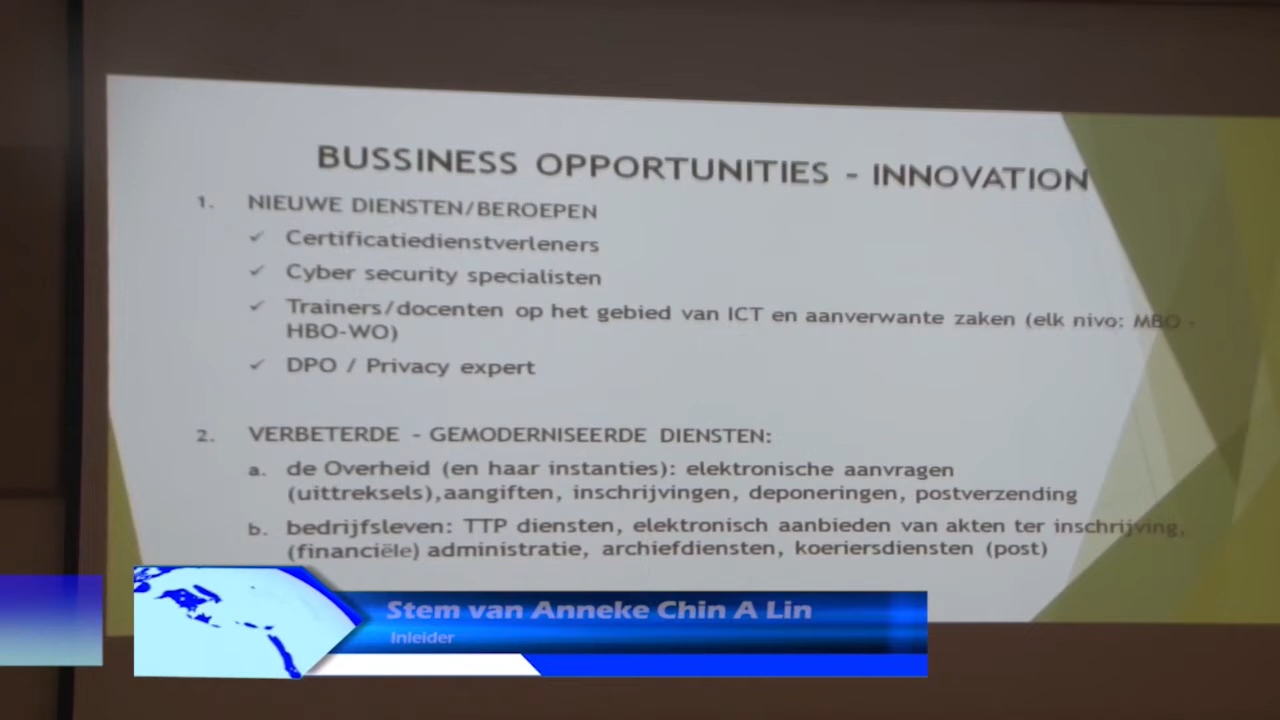 BUSSINESS OPPORTUNITIES - INNOVATION
1. NIEUWE DIENSTEN/BEROEPEN
✓ Certificatiedienstverleners
✓ Cyber security specialisten
✓ Trainers/docenten op het gebied van ICT en aanverwante zaken (elk nivo: MBO -
HBO-WO)
✓ DPO / Privacy expert
2. VERBETERDE - GEMODERNISEERDE DIENSTEN:
a. de Overheid (en haar instanties): elektronische aanvragen
(uittreksels),aangiften, inschrijvingen, deponeringen, postverzending
b. bedrijfsleven: TTP diensten, elektronisch aanbieden van akten ter inschrijving,
(financiële) administratie, archiefdiensten, koeriersdiensten (post)
Stem van Anneke Chin A Lin
Inleider